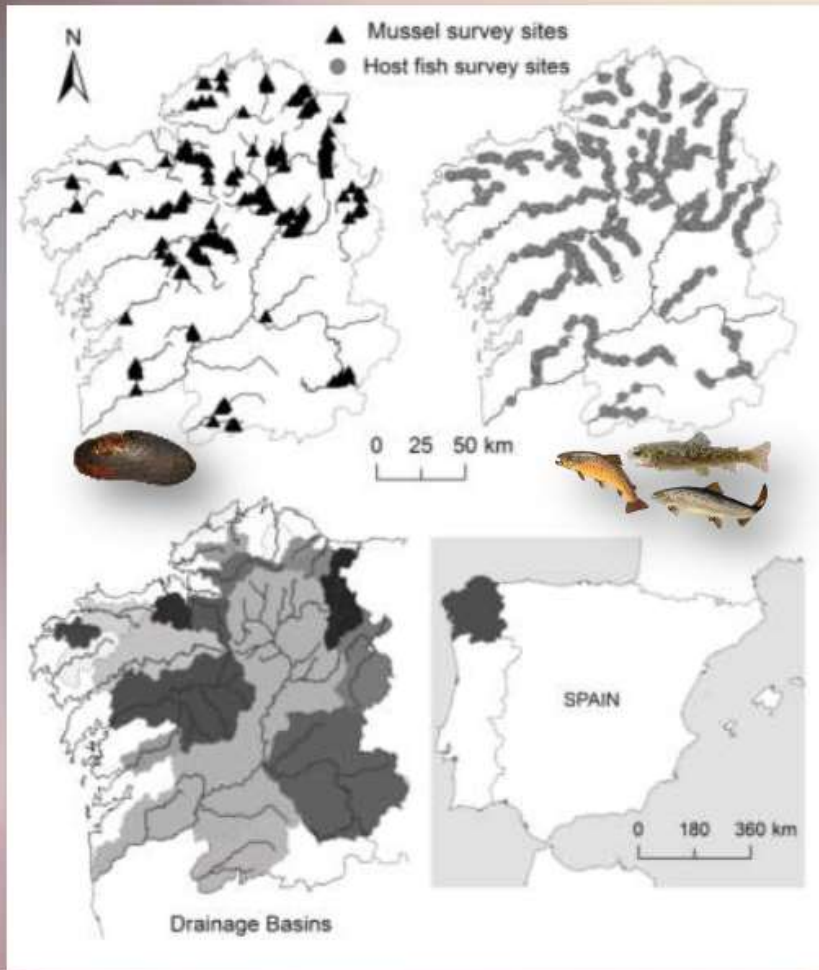 N
Mussel survey sites
Host fish survey sites
0 25 50 km
SPAIN
0 180 360 km
Drainage Basins